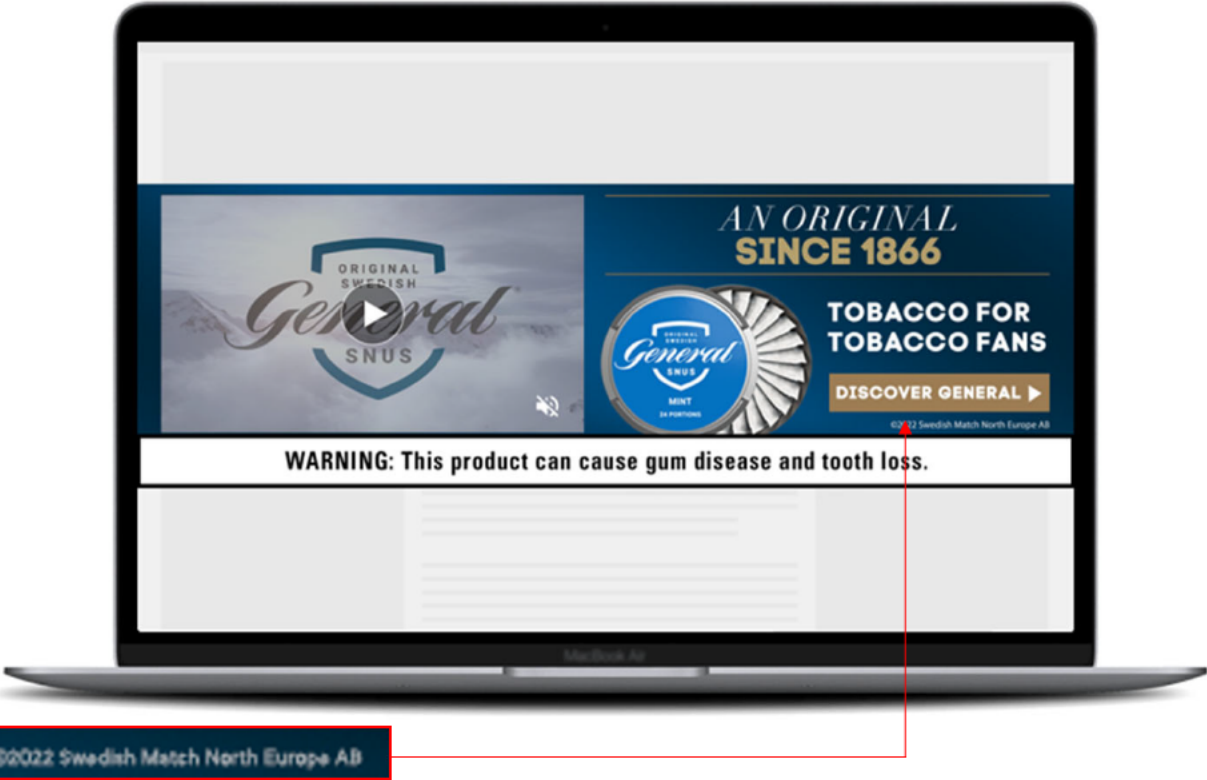 ORIGINAL
SWEDISH
General
SNUS
AN ORIGINAL
SINCE 1866
ORIGINAL
SWEDISH
General
SNUS
MINT
24 PORTIONS
TOBACCO FOR
TOBACCO FANS
DISCOVER GENERAL
©2022 Swedish Match North Europe AB
WARNING: This product can cause gum disease and tooth loss.
MacBook Air
©2022 Swedish Match North Europe AB